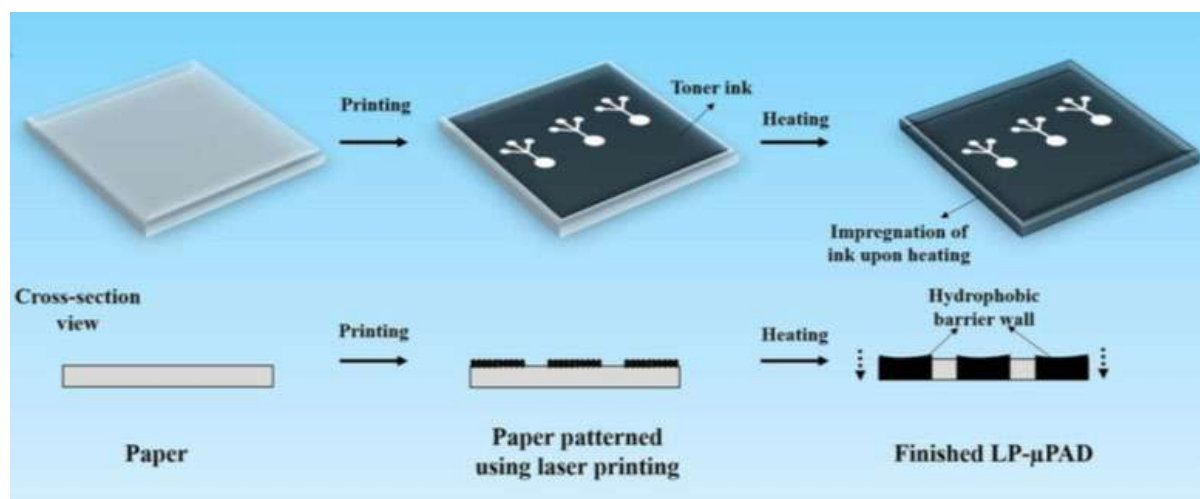 Printing
Toner ink
Heating
Impregnation of
ink upon heating
Cross-section
view
Printing
Heating
Hydrophobic
barrier wall
Paper
Paper patterned
using laser printing
Finished LP-µPAD